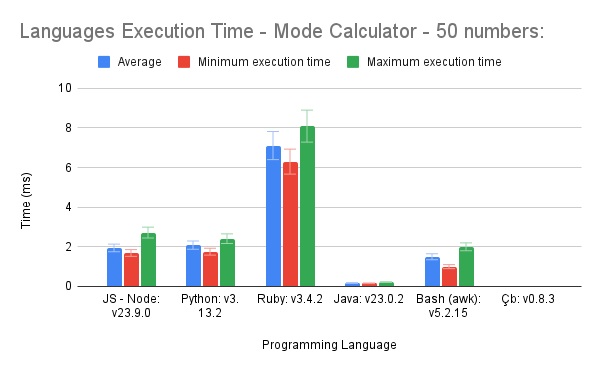 Languages Execution Time - Mode Calculator - 50 numbers:
Average Minimum execution time Maximum execution time
10
8
6
4
2
0
Time (ms)
JS - Node: v23.9.0
Python: v3.13.2
Ruby: v3.4.2
Java: v23.0.2
Bash (awk): v5.2.15
Çb: v0.8.3
Programming Language